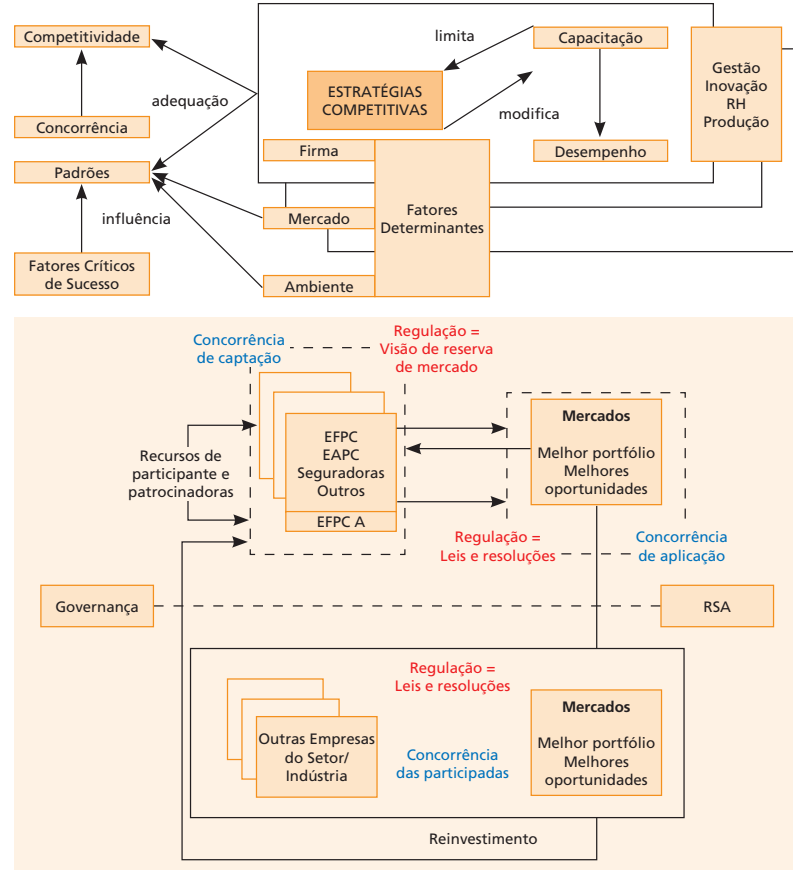 Competitividade
limita
Capacitação
Gestão
Inovação
RH
Produção
ESTRATÉGIAS
COMPETITIVAS
adequação
modifica
Concorrência
Firma
Desempenho
Padrões
influência
Mercado
Fatores
Determinantes
Fatores Críticos
de Sucesso
Ambiente
Concorrência
de captação
Regulação =
Visão de reserva
de mercado
EFPC
EAPC
Seguradoras
Outros
EFPC A
Mercados
Melhor portfólio
Melhores
oportunidades
Recursos de
participante e
patrocinadoras
Regulação =
Leis e resoluções
Concorrência
de aplicação
Governança
RSA
Regulação =
Leis e resoluções
Mercados
Melhor portfólio
Melhores
oportunidades
Outras Empresas
do Setor/
Indústria
Concorrência
das participadas
Reinvestimento